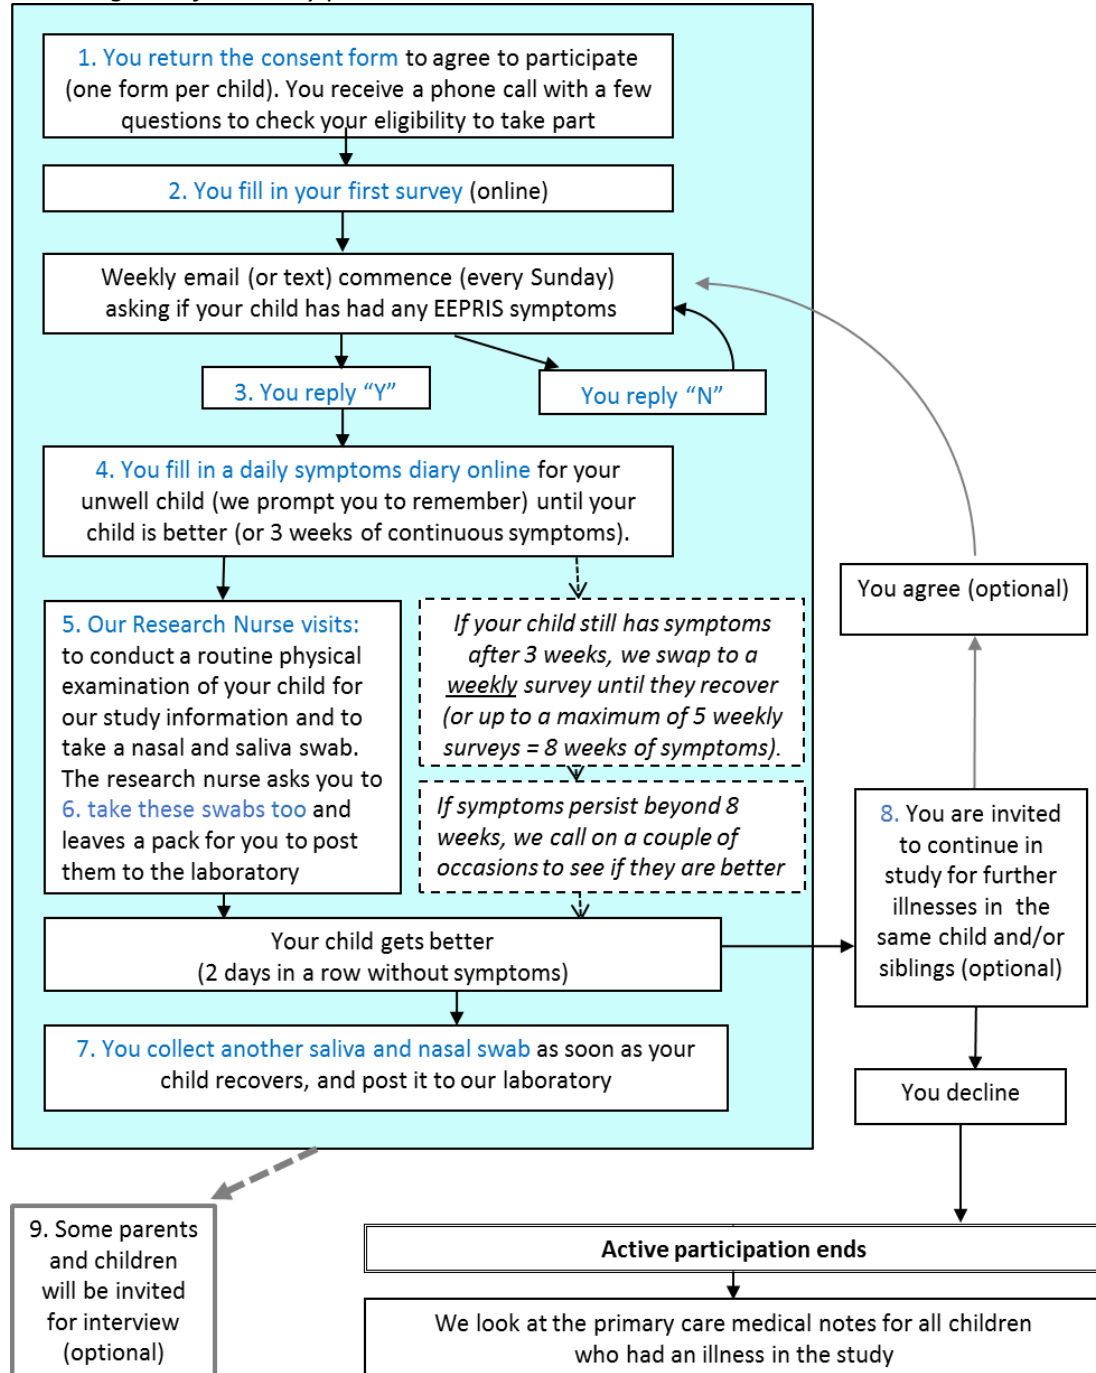 1. You return the consent form to agree to participate
(one form per child). You receive a phone call with a few
questions to check your eligibility to take part
2. You fill in your first survey (online)
Weekly email (or text) commence (every Sunday)
asking if your child has had any EEPRIS symptoms
3. You reply “Y”
You reply “N”
4. You fill in a daily symptoms diary online for your
unwell child (we prompt you to remember) until your
child is better (or 3 weeks of continuous symptoms).
5. Our Research Nurse visits:
to conduct a routine physical
examination of your child for
our study information and to
take a nasal and saliva swab.
The research nurse asks you to
6. take these swabs too and
leaves a pack for you to post
them to the laboratory
If your child still has symptoms
after 3 weeks, we swap to a
weekly survey until they recover
(or up to a maximum of 5 weekly
surveys = 8 weeks of symptoms).
If symptoms persist beyond 8
weeks, we call on a couple of
occasions to see if they are better
Your child gets better
(2 days in a row without symptoms)
7. You collect another saliva and nasal swab as soon as your
child recovers, and post it to our laboratory
You agree (optional)
8. You are invited
to continue in
study for further
illnesses in the
same child and/or
siblings (optional)
You decline
9. Some parents
and children
will be invited
for interview
(optional)
Active participation ends
We look at the primary care medical notes for all children
who had an illness in the study